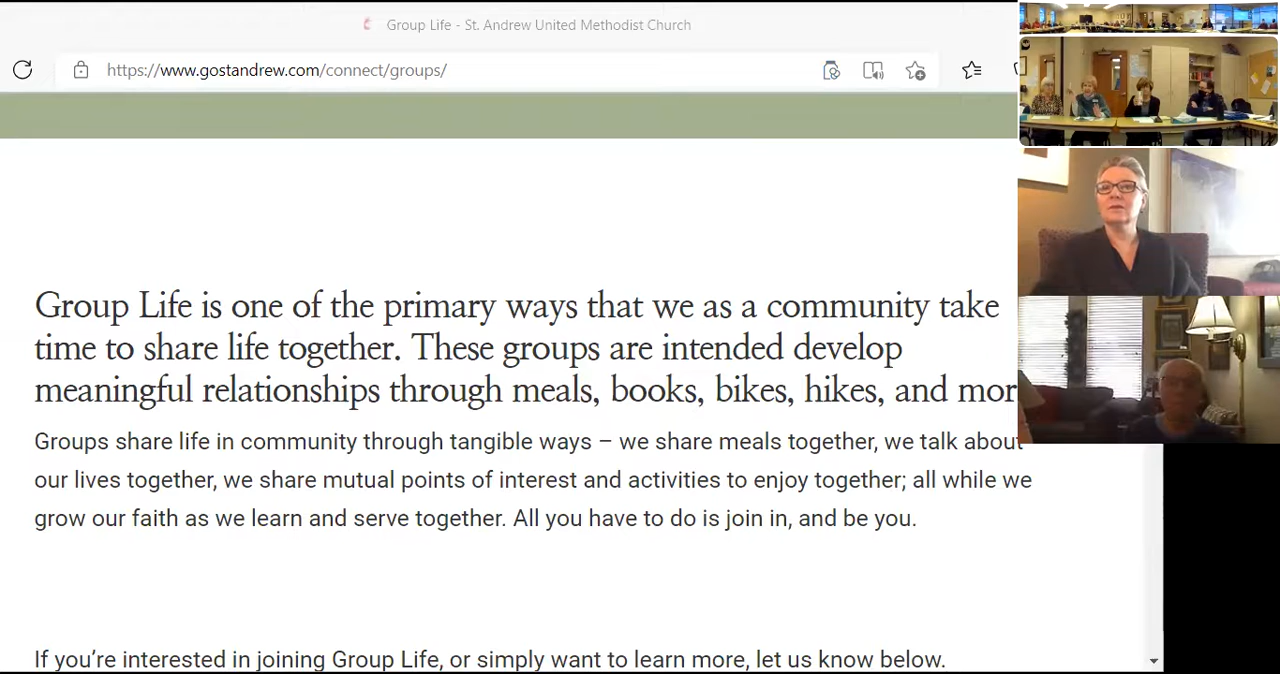 Group Life - St. Andrew United Methodist Church
https://www.gostandrew.com/connect/groups/
Group Life is one of the primary ways that we as a community take
time to share life together. These groups are intended develop
meaningful relationships through meals, books, bikes, hikes, and mor
Groups share life in community through tangible ways – we share meals together, we talk about
our lives together, we share mutual points of interest and activities to enjoy together; all while we
grow our faith as we learn and serve together. All you have to do is join in, and be you.
If you’re interested in joining Group Life, or simply want to learn more, let us know below.